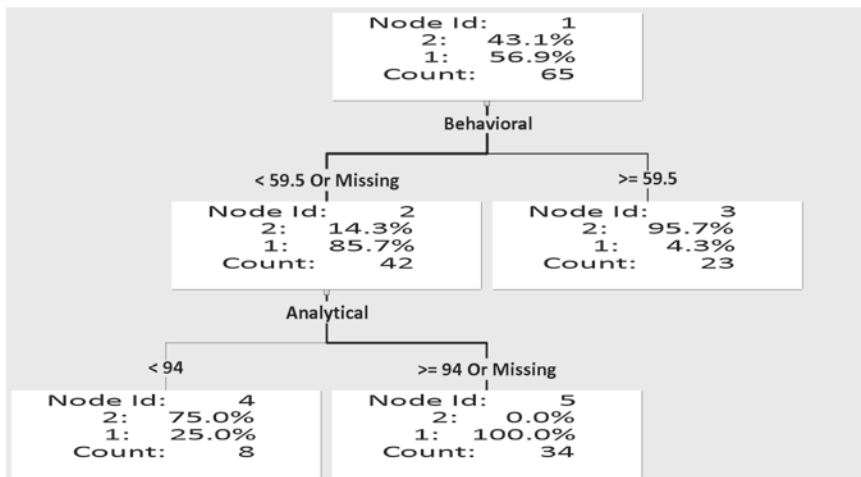 Node Id: 1
2: 43.1%
1: 56.9%
Count: 65
Behavioral
< 59.5 Or Missing
>= 59.5
Node Id: 2
2: 14.3%
1: 85.7%
Count: 42
Node Id: 3
2: 95.7%
1: 4.3%
Count: 23
Analytical
< 94
>= 94 Or Missing
Node Id: 4
2: 75.0%
1: 25.0%
Count: 8
Node Id: 5
2: 0.0%
1: 100.0%
Count: 34